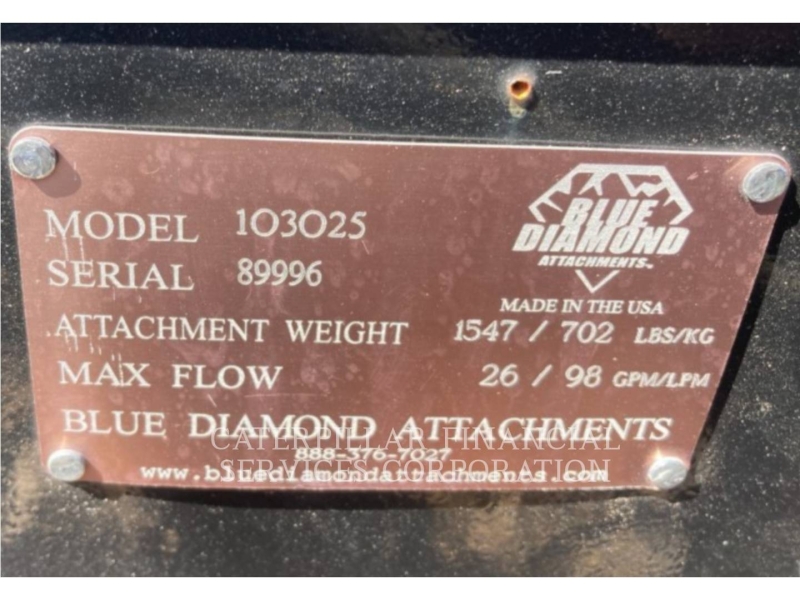 BLUE
DIAMOND
ATTACHMENTS™
MODEL 103025
SERIAL 89996
MADE IN THE USA
ATTACHMENT WEIGHT 1547 / 702 LBS/KG
MAX FLOW 26 / 98 GPM/LPM
BLUE DIAMOND ATTACHMENTS
CATERPILLAR FINANCIAL
888-376-7027
SERVICES CORPORATION
www.bluediamondattachments.com